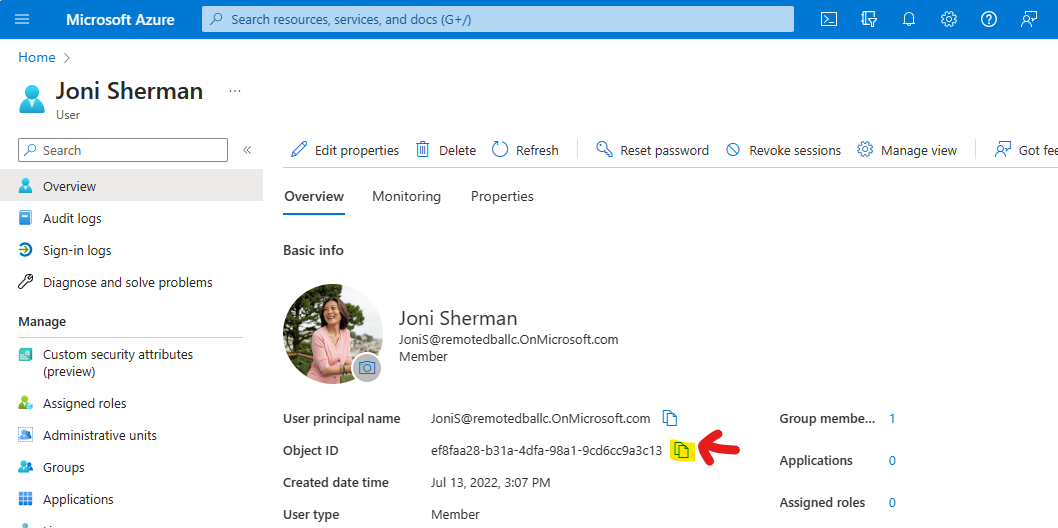 Microsoft Azure
Search resources, services, and docs (G+/)
Home
Joni Sherman
...
User
Search
Edit properties
Delete
Refresh
Reset password
Revoke sessions
Manage view
Got fee
Overview
Audit logs
Sign-in logs
Diagnose and solve problems
Manage
Custom security attributes
(preview)
Assigned roles
Administrative units
Groups
Applications
Overview
Monitoring
Properties
Basic info
Joni Sherman
JoniS@remotedballc.OnMicrosoft.com
Member
User principal name
JoniS@remotedballc.OnMicrosoft.com
Group membe...
1
Object ID
ef8faa28-b31a-4dfa-98a1-9cd6cc9a3c13
Applications
0
Created date time
Jul 13, 2022, 3:07 PM
Assigned roles
0
User type
Member